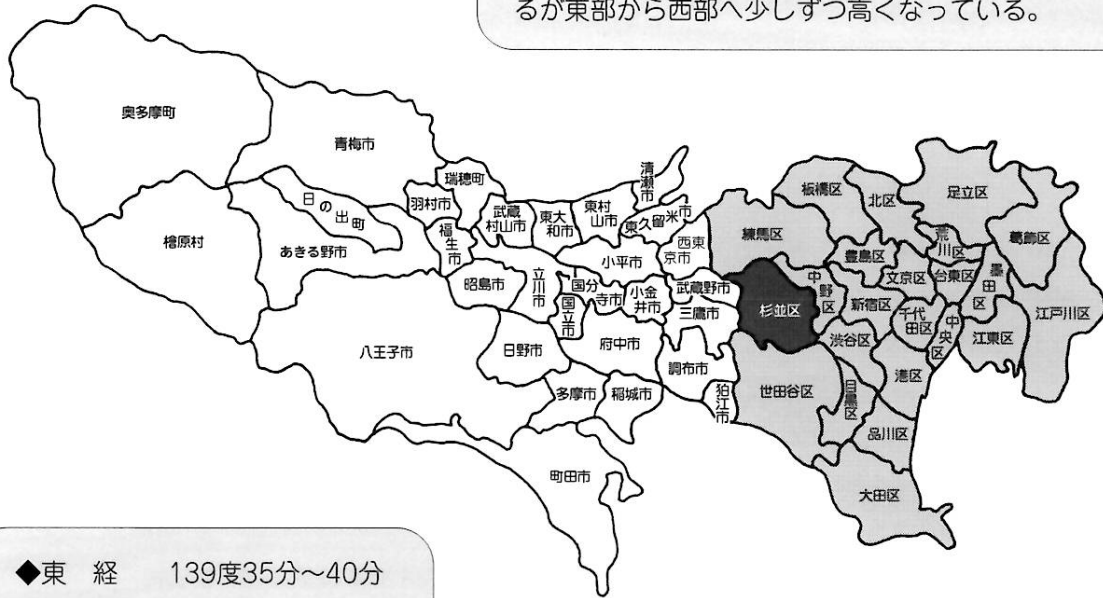 るが東部から西部へ少しずつ高くなっている。
奥多摩町
青梅市
瑞穂町
羽村市
日の出町
檜原村
あきる野市
福生市
武蔵
村山市
東大
和市
東村
山市
清瀬市
東久留米市
西東
京市
小平市
昭島市
立川市
国分
寺市
国立市
小金
井市
武蔵野市
三鷹市
八王子市
日野市
府中市
調布市
狛江市
多摩市
稲城市
町田市
板橋区
北区
足立区
練馬区
豊島区
荒
川区
葛飾区
文京区
台東区
墨田区
杉並区
中野区
新宿区
千代
田区
中央区
江東区
江戸川区
渋谷区
港区
世田谷区
目黒区
品川区
大田区
◆東 経 139度35分～40分